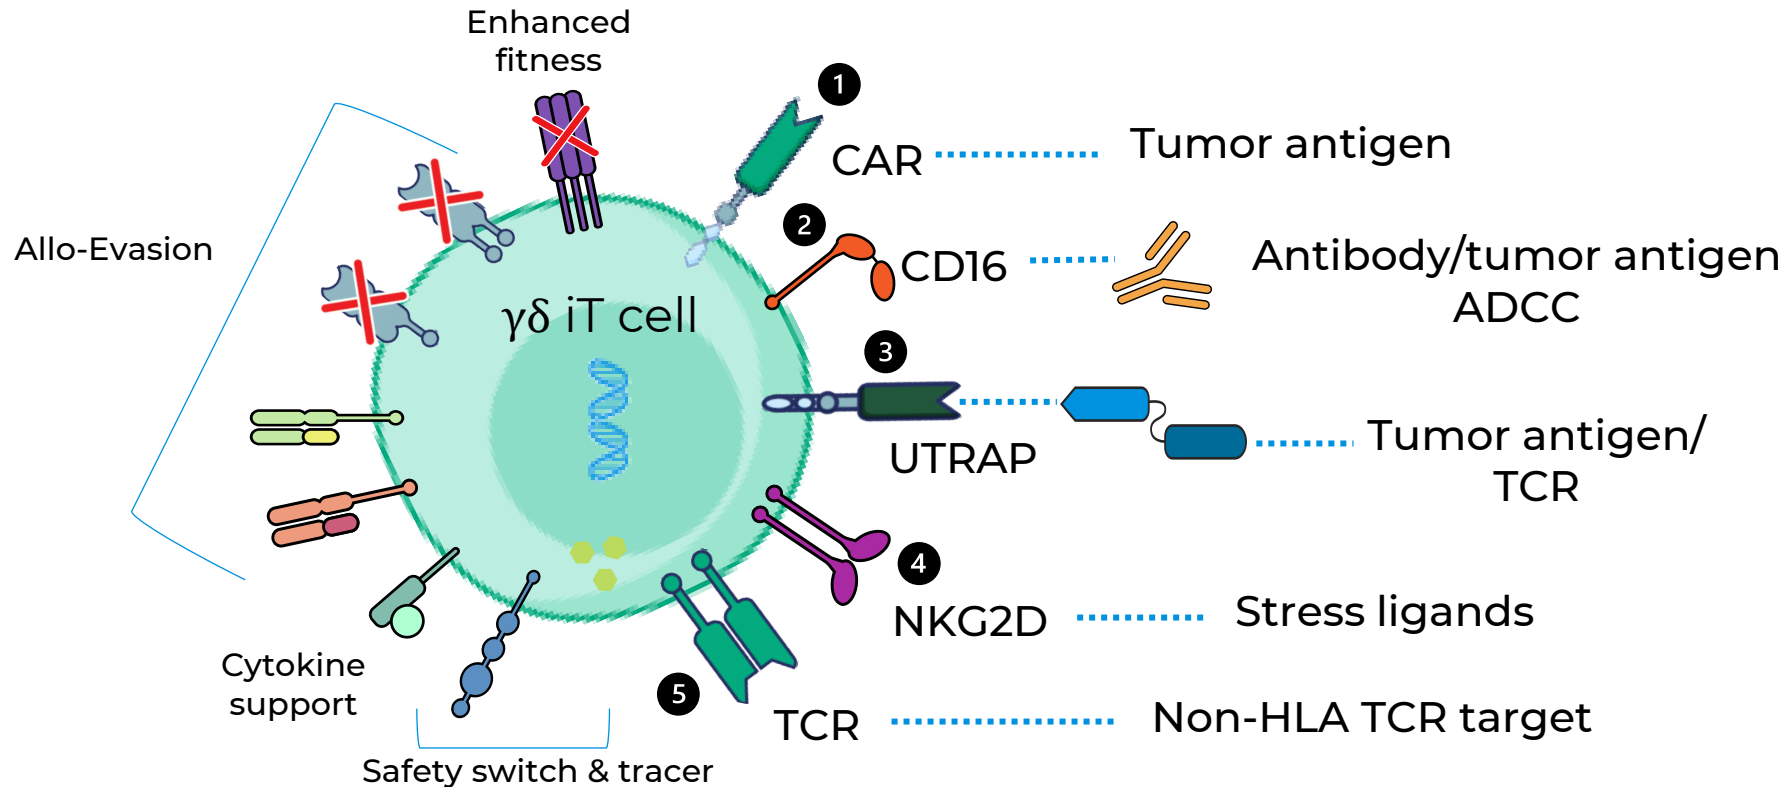 Enhanced
fitness
1
CAR
Tumor antigen
2
CD16
Antibody/tumor antigen
ADCC
Allo-Evasion
γδ iT cell
3
UTRAP
Tumor antigen/
TCR
4
NKG2D
Stress ligands
Cytokine
support
5
TCR
Non-HLA TCR target
Safety switch & tracer